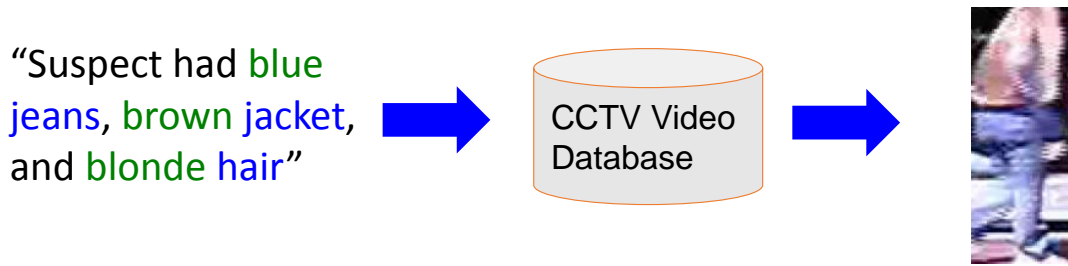 “Suspect had blue
jeans, brown jacket,
and blonde hair”
CCTV Video
Database